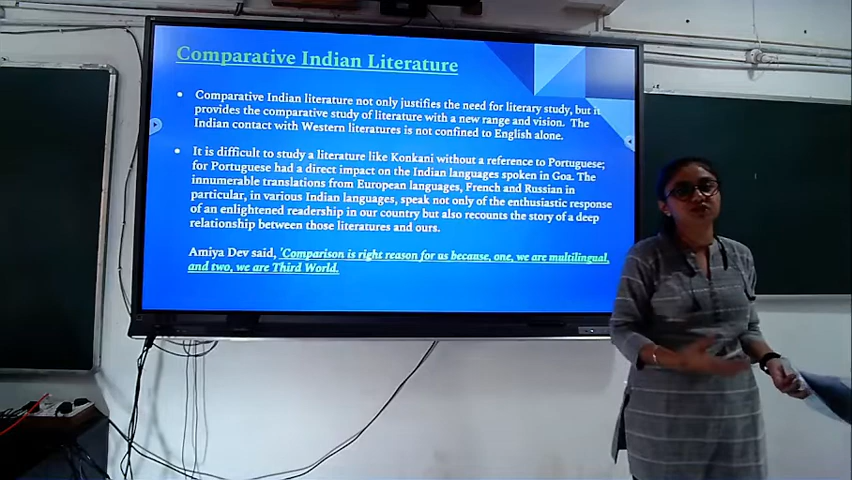 Comparative Indian Literature
Comparative Indian literature not only justifies the need for literary study, but it
provides the comparative study of literature with a new range and vision. The
Indian contact with Western literatures is not confined to English alone.
It is difficult to study a literature like Konkani without a reference to Portuguese;
for Portuguese had a direct impact on the Indian languages spoken in Goa. The
innumerable translations from European languages, French and Russian in
particular, in various Indian languages, speak not only of the enthusiastic response
of an enlightened readership in our country but also recounts the story of a deep
relationship between those literatures and ours.
Amiya Dev said, 'Comparison is right reason for us because, one, we are multilingual,
and two, we are Third World.